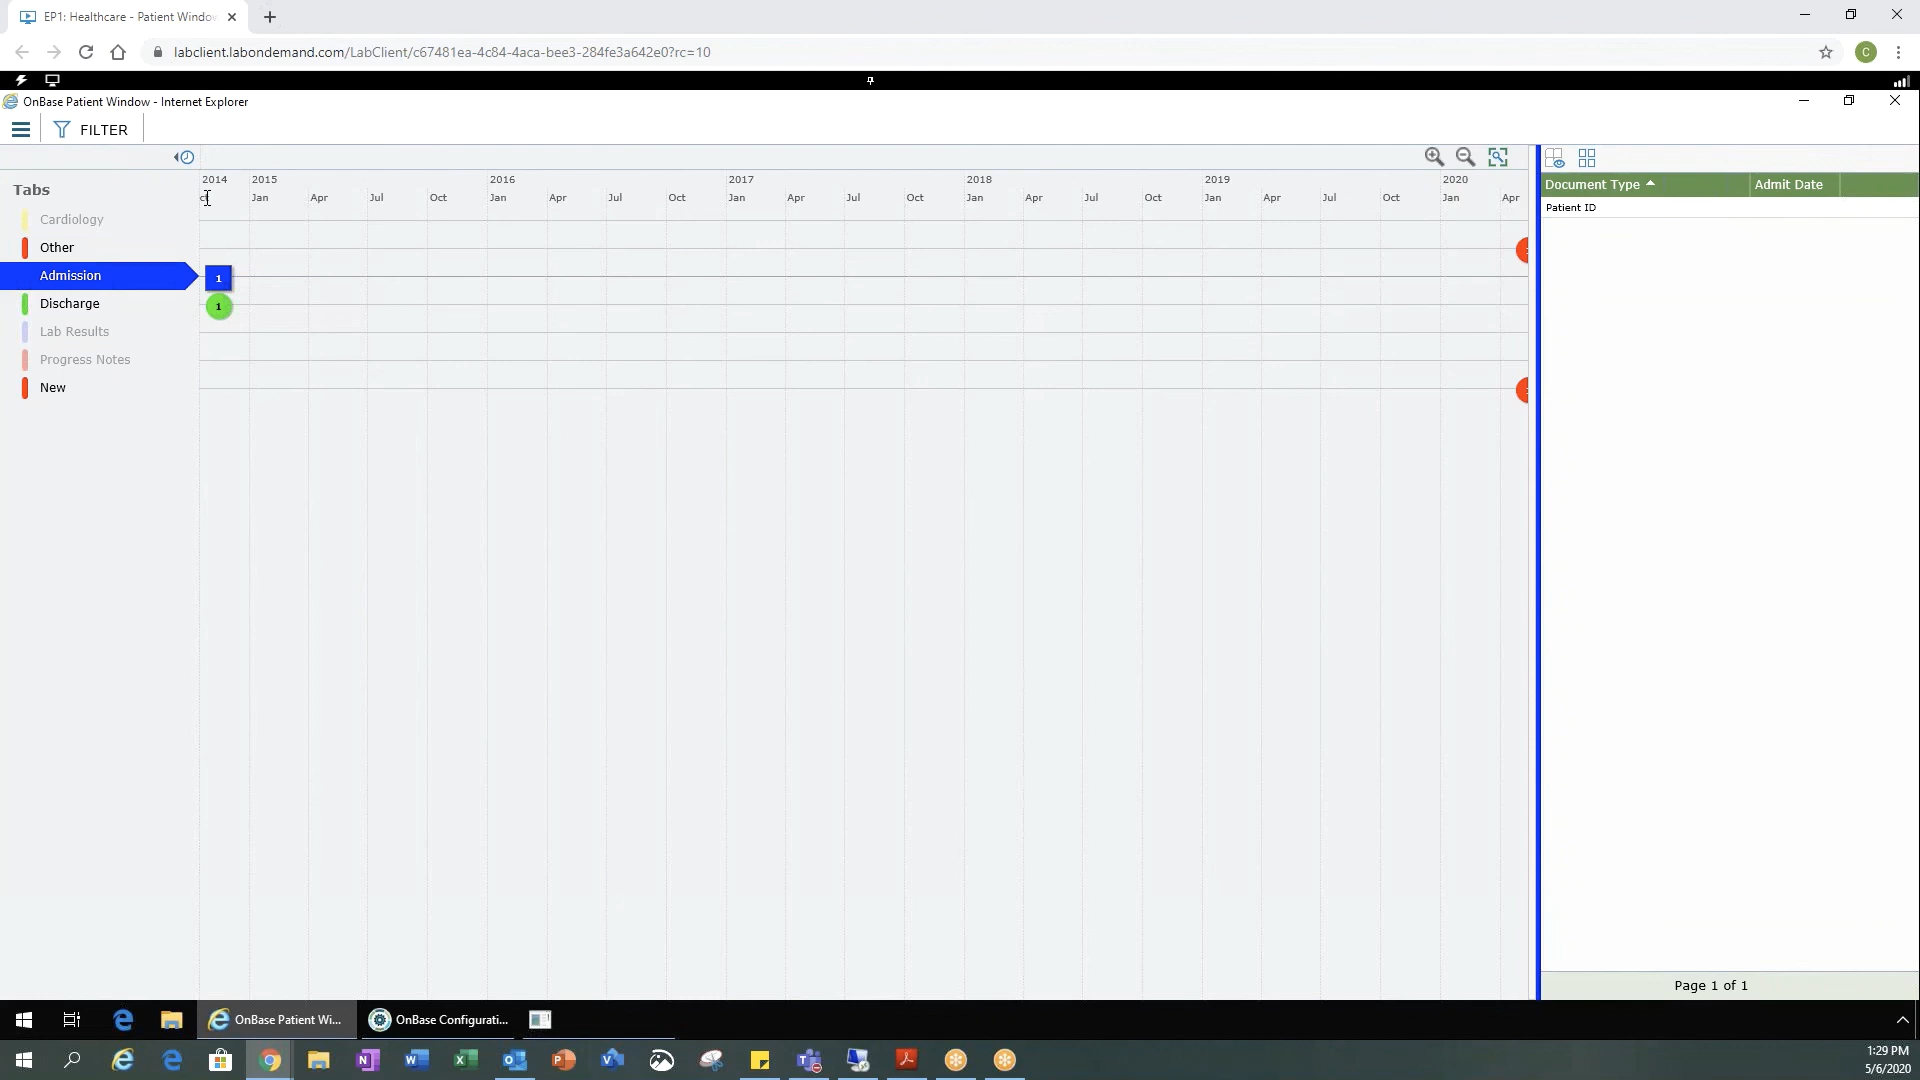 EP1: Healthcare - Patient Window
labclient.labondemand.com/LabClient/c67481ea-4c84-4aca-bee3-284fe3a642e0?rc=10
C
OnBase Patient Window - Internet Explorer
FILTER
2014 2015 2016 2017 2018 2019 2020
Jan Apr Jul Oct Jan Apr Jul Oct Jan Apr Jul Oct Jan Apr Jul Oct Jan Apr Jul Oct Jan Apr
Tabs
Cardiology
Other
Admission
1
Discharge
1
Lab Results
Progress Notes
New
Document Type Admit Date
Patient ID
Page 1 of 1
OnBase Patient Wi... OnBase Configurati...
1:29 PM
5/6/2020